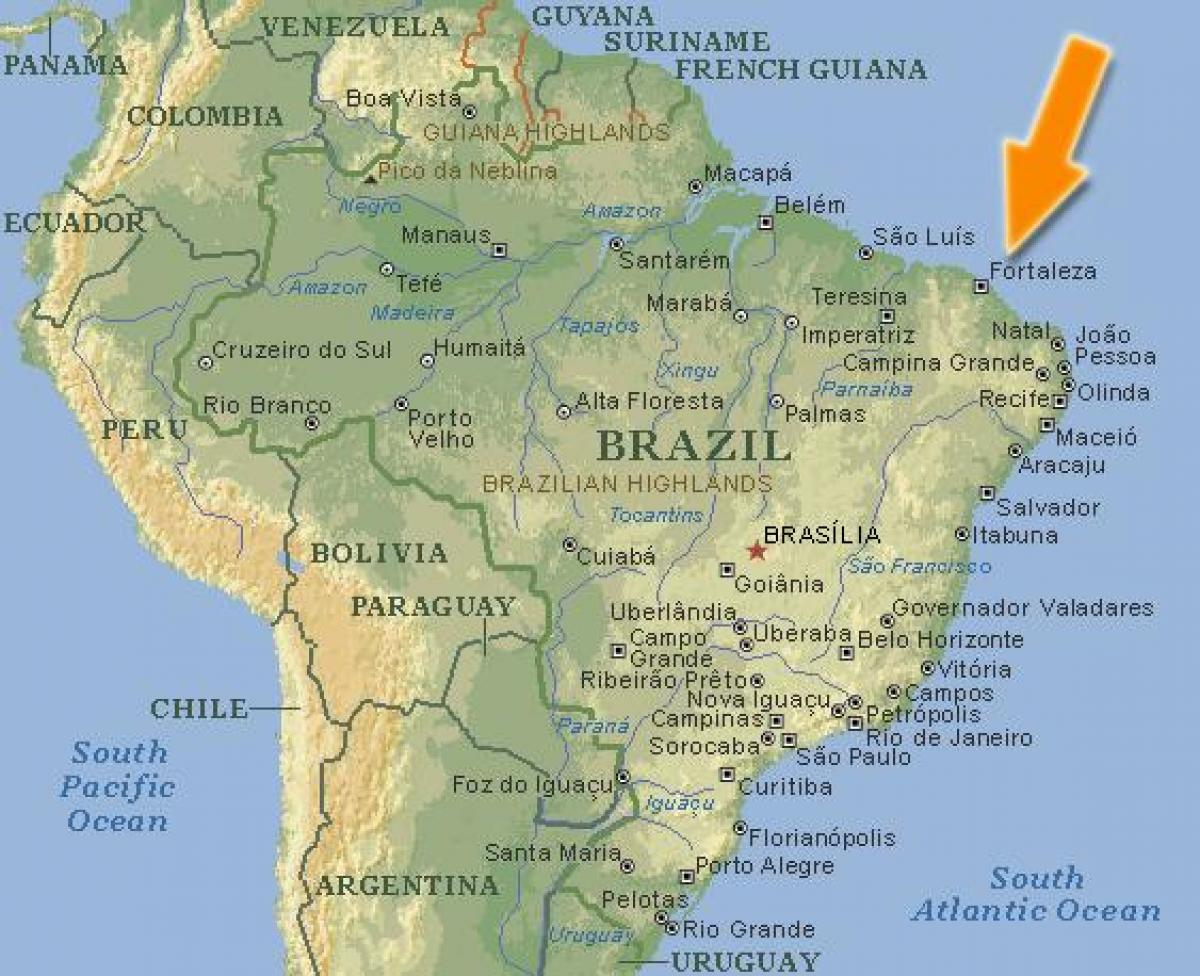 VENEZUELA
GUYANA
SURINAME
FRENCH GUIANA
PANAMA
COLOMBIA
Boa Vista
GUIANA HIGHLANDS
Pico da Neblina
Macapá
Negro
Amazon
Belém
ECUADOR
Manaus
São Luís
Santarém
Fortaleza
Amazon
Tefé
Marabá
Teresina
Madeira
Tapajos
Imperatriz
Natal
João
Pessoa
Cruzeiro do Sul
Humaitá
Campina Grande
Xingu
Parnaíba
Olinda
Rio Branco
Alta Floresta
Palmas
Recife
Porto
Velho
PERU
BRAZIL
Maceió
Aracaju
BRAZILIAN HIGHLANDS
Tocantins
Salvador
BRASÍLIA
Itabuna
BOLIVIA
Cuiabá
São Francisco
Goiânia
PARAGUAY
Uberlândia
Governador Valadares
Campo
Grande
Uberaba
Belo Horizonte
Ribeirão Prêto
Vitória
Nova Iguaçu
Campos
CHILE
Campinas
Petrópolis
Paraná
Sorocaba
Rio de Janeiro
São Paulo
South
Pacific
Ocean
Foz do Iguaçu
Curitiba
Iguaçu
Florianópolis
Santa Maria
Porto Alegre
ARGENTINA
South
Atlantic Ocean
Pelotas
Rio Grande
Uruguay
URUGUAY